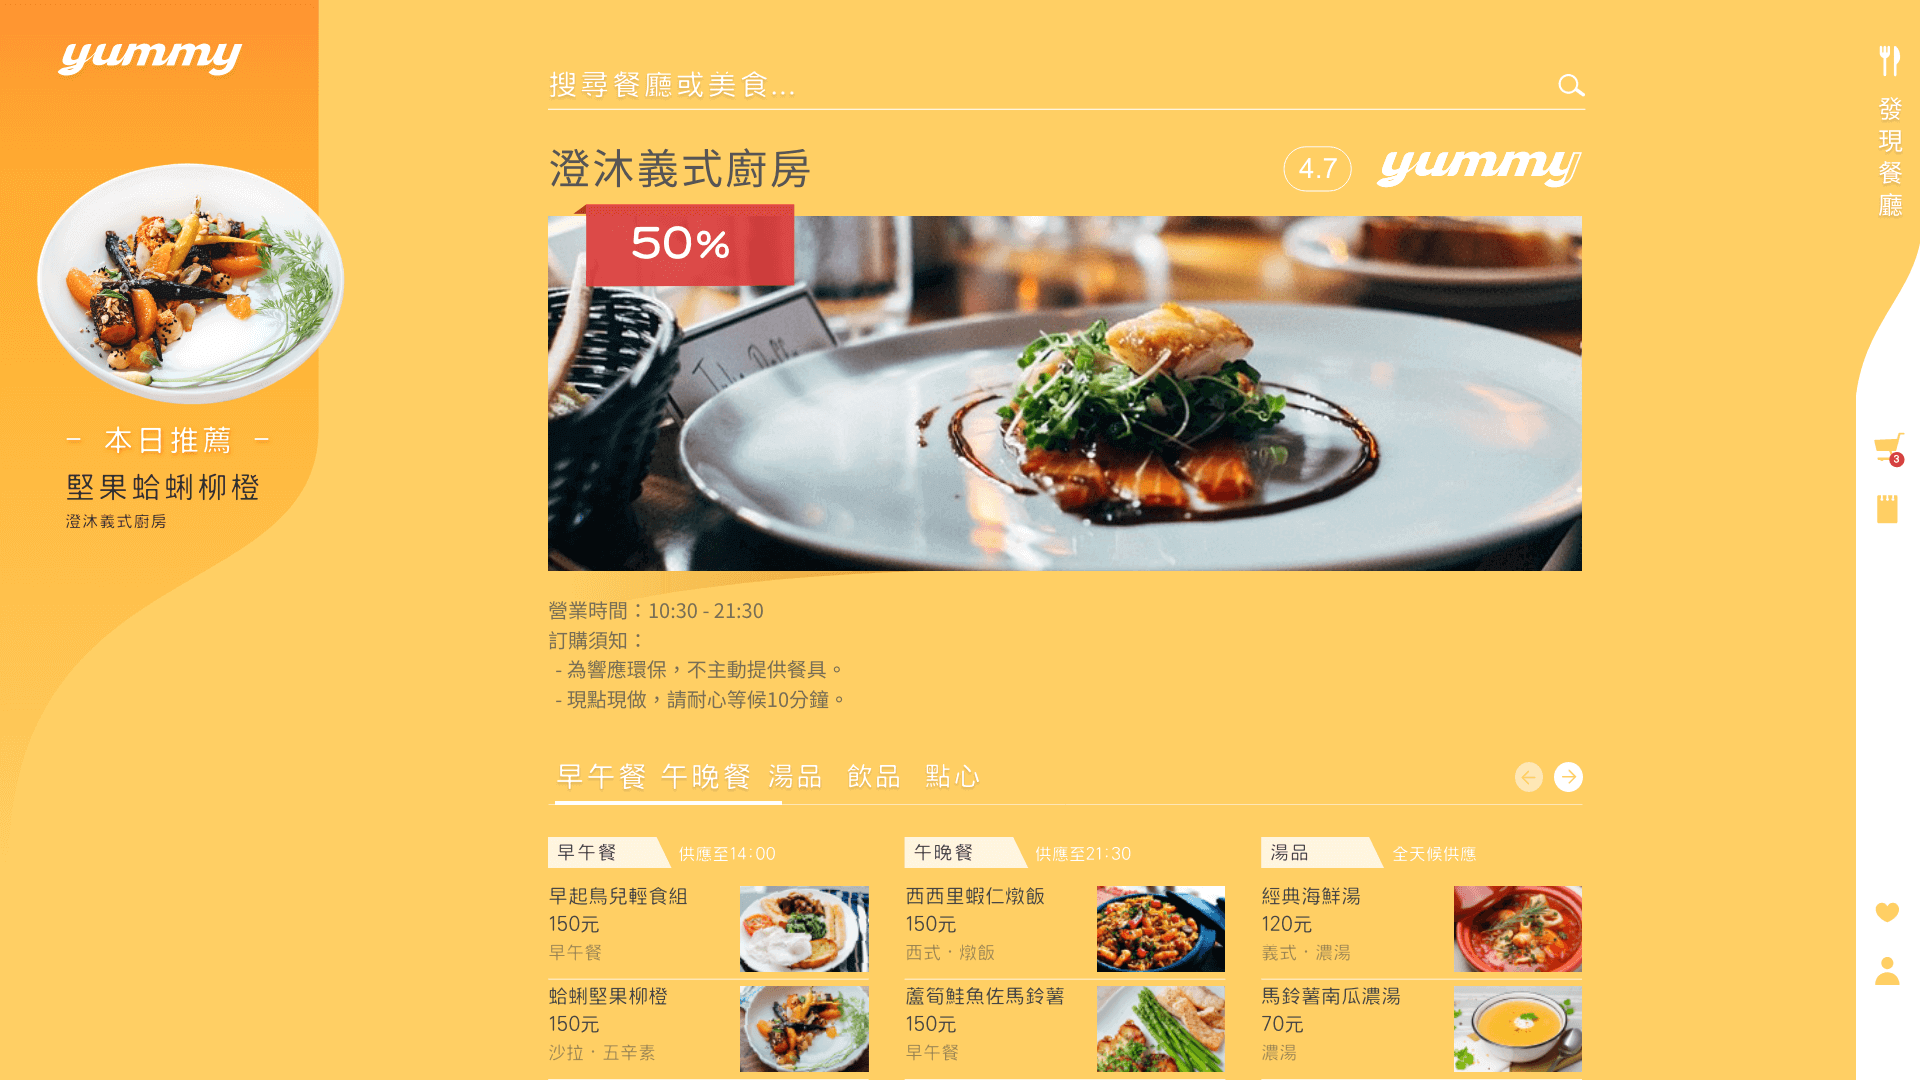 yummy
- 本日推薦 -
堅果蛤蜊柳橙
澄沐義式廚房
搜尋餐廳或美食...
澄沐義式廚房
4.7
yummy
50%
營業時間：10:30 - 21:30
訂購須知：
- 為響應環保，不主動提供餐具。
- 現點現做，請耐心等候10分鐘。
早午餐 午晚餐 湯品 飲品 點心
早午餐 供應至14:00
早起鳥兒輕食組
150元
早午餐
蛤蜊堅果柳橙
150元
沙拉．五辛素
午晚餐 供應至21:30
西西里蝦仁燉飯
150元
西式．燉飯
蘆筍鮭魚佐馬鈴薯
150元
早午餐
湯品 全天候供應
經典海鮮湯
120元
義式．濃湯
馬鈴薯南瓜濃湯
70元
濃湯
發現餐廳
3